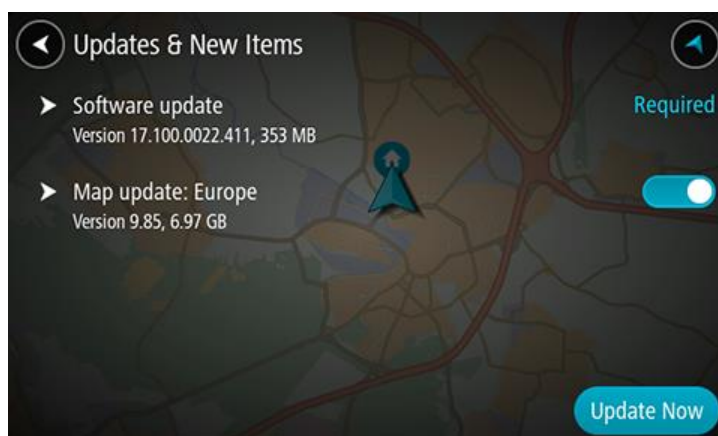 Updates & New Items
Software update
Required
Version 17.100.0022.411, 353 MB
Map update: Europe
Version 9.85, 6.97 GB
Update Now